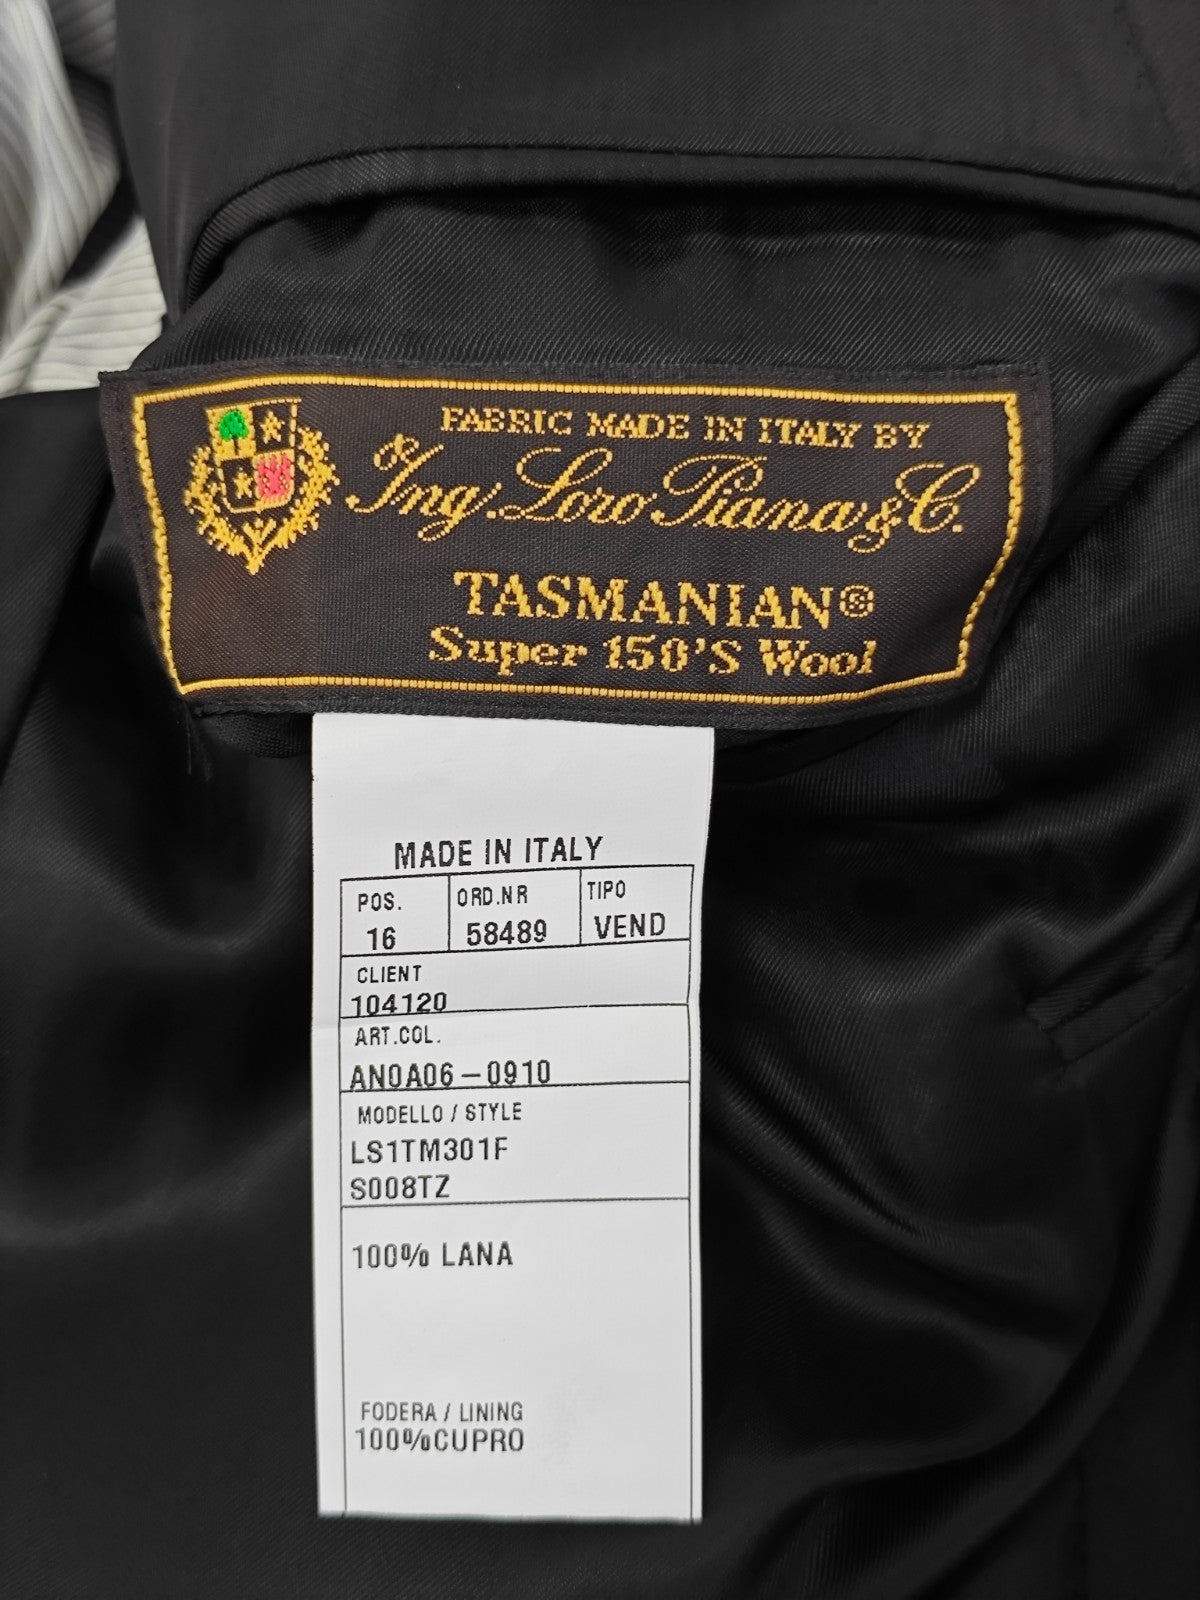 FABRIC MADE IN ITALY BY
Ing. Loro Piana & C.
TASMANIAN®
Super 150'S Wool
MADE IN ITALY
POS. ORD.NR TIPO
16 58489 VEND
CLIENT
104120
ART.COL.
AN0A06-0910
MODELLO / STYLE
LS1TM301F
S008TZ
100% LANA
FODERA / LINING
100%CUPRO